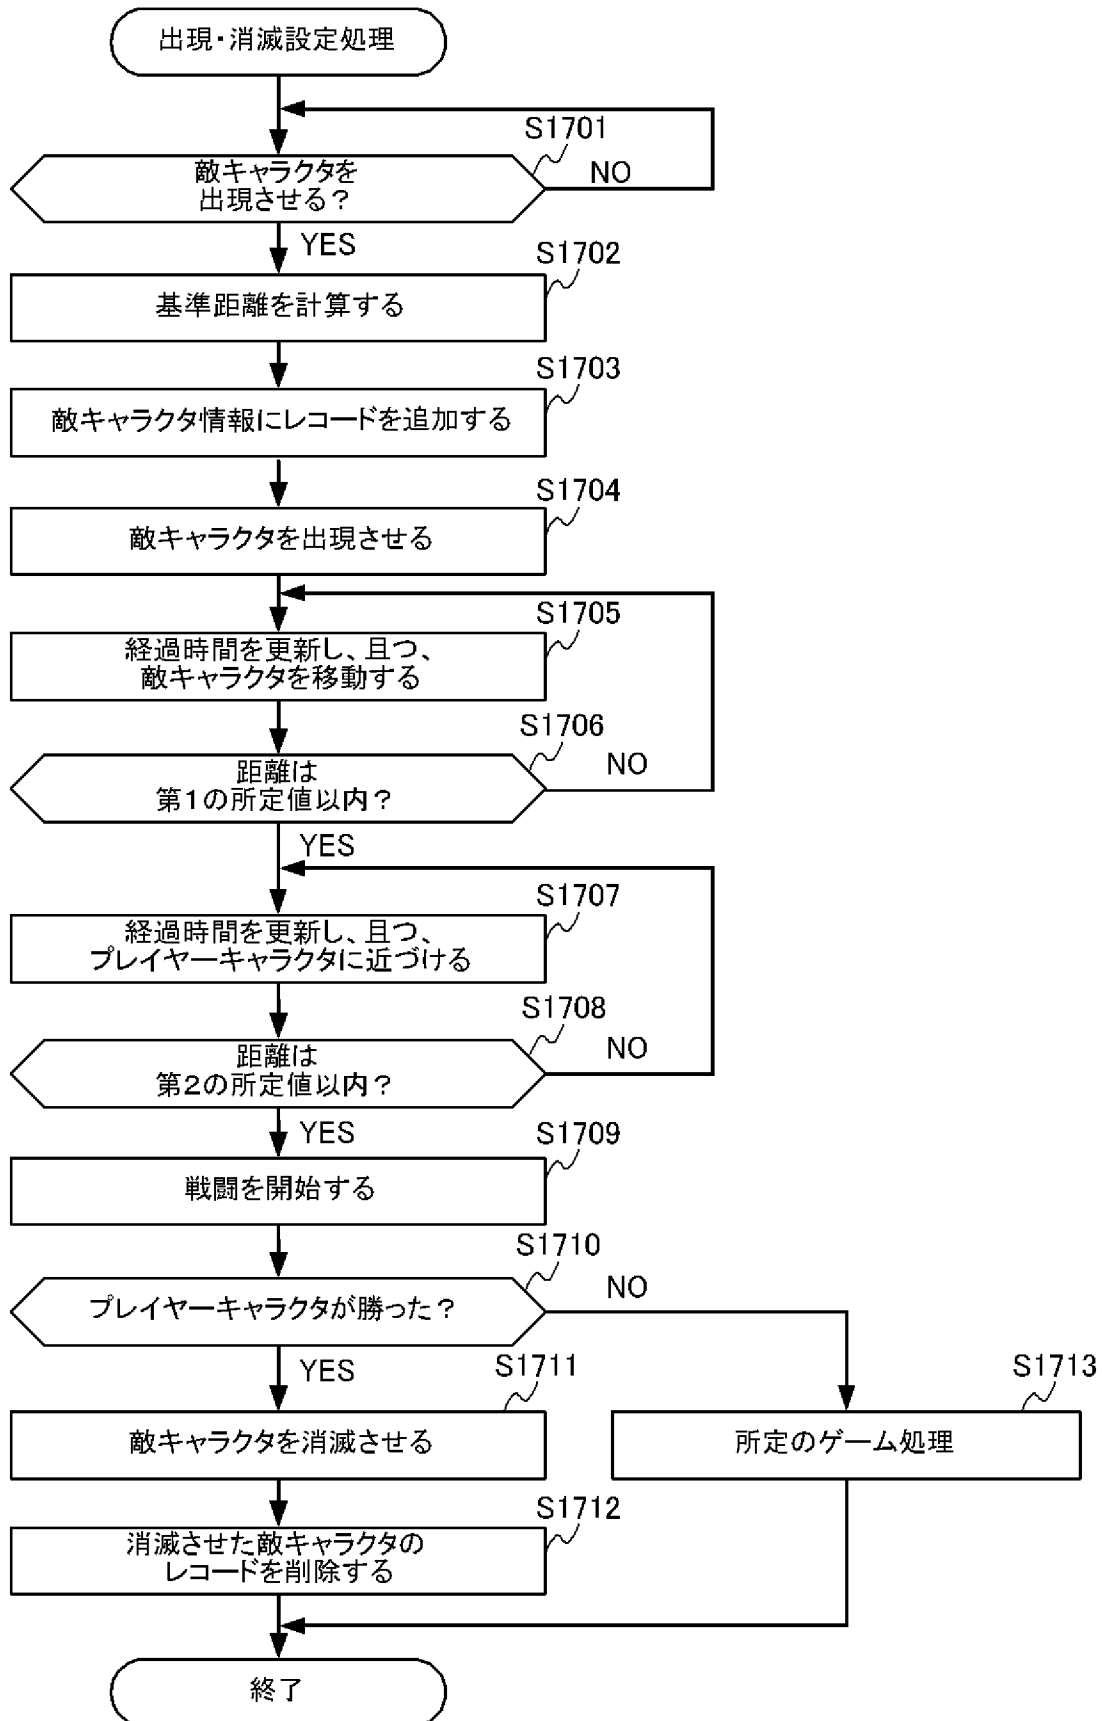 出現・消滅設定処理
S1701
敵キャラクタを
出現させる？
NO
YES
S1702
基準距離を計算する
S1703
敵キャラクタ情報にレコードを追加する
S1704
敵キャラクタを出現させる
S1705
経過時間を更新し、且つ、
敵キャラクタを移動する
S1706
距離は
第１の所定値以内？
NO
YES
S1707
経過時間を更新し、且つ、
プレイヤーキャラクタに近づける
S1708
距離は
第２の所定値以内？
NO
YES
S1709
戦闘を開始する
S1710
プレイヤーキャラクタが勝った？
NO
YES
S1711
敵キャラクタを消滅させる
S1713
所定のゲーム処理
S1712
消滅させた敵キャラクタの
レコードを削除する
終了